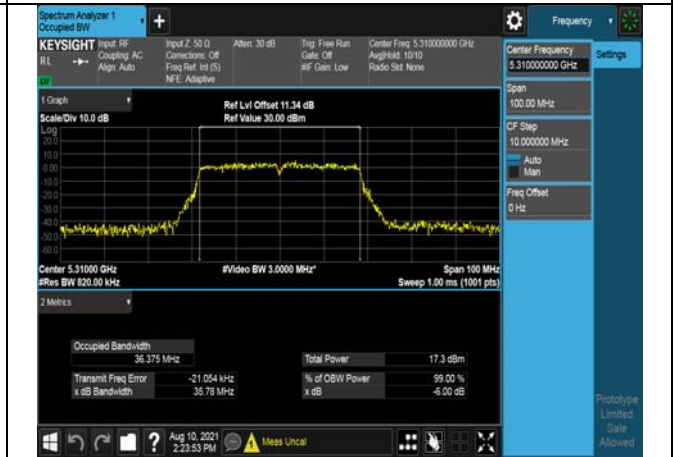 Spectrum Analyzer 1
Occupied BW
Frequency
KEYSIGHT Input: RF
RL Coupling: AC
Align: Auto
Input Z: 50 Ω
Corrections: Off
Freq Ref: Int (S)
NFE: Adaptive
Atten: 30 dB
Trig: Free Run
Gate: Off
#IF Gain: Low
Center Freq: 5.310000000 GHz
Avg|Hold: 10/10
Radio Std: None
Center Frequency
5.310000000 GHz
Settings
Span
100.00 MHz
CF Step
10.000000 MHz
Auto
Man
Freq Offset
0 Hz
1 Graph
Scale/Div 10.0 dB
Ref Lvl Offset 11.34 dB
Ref Value 30.00 dBm
Log
20.0
10.0
0.00
-10.0
-20.0
-30.0
-40.0
-50.0
-60.0
Center 5.31000 GHz
#Res BW 820.00 kHz
#Video BW 3.0000 MHz*
Span 100 MHz
Sweep 1.00 ms (1001 pts)
2 Metrics
Occupied Bandwidth
36.375 MHz
Total Power 17.3 dBm
Transmit Freq Error -21.054 kHz
% of OBW Power 99.00 %
x dB Bandwidth 35.78 MHz
x dB -6.00 dB
Prototype
Limited
Sale
Allowed
Aug 10, 2021
2:23:53 PM
Meas Uncal